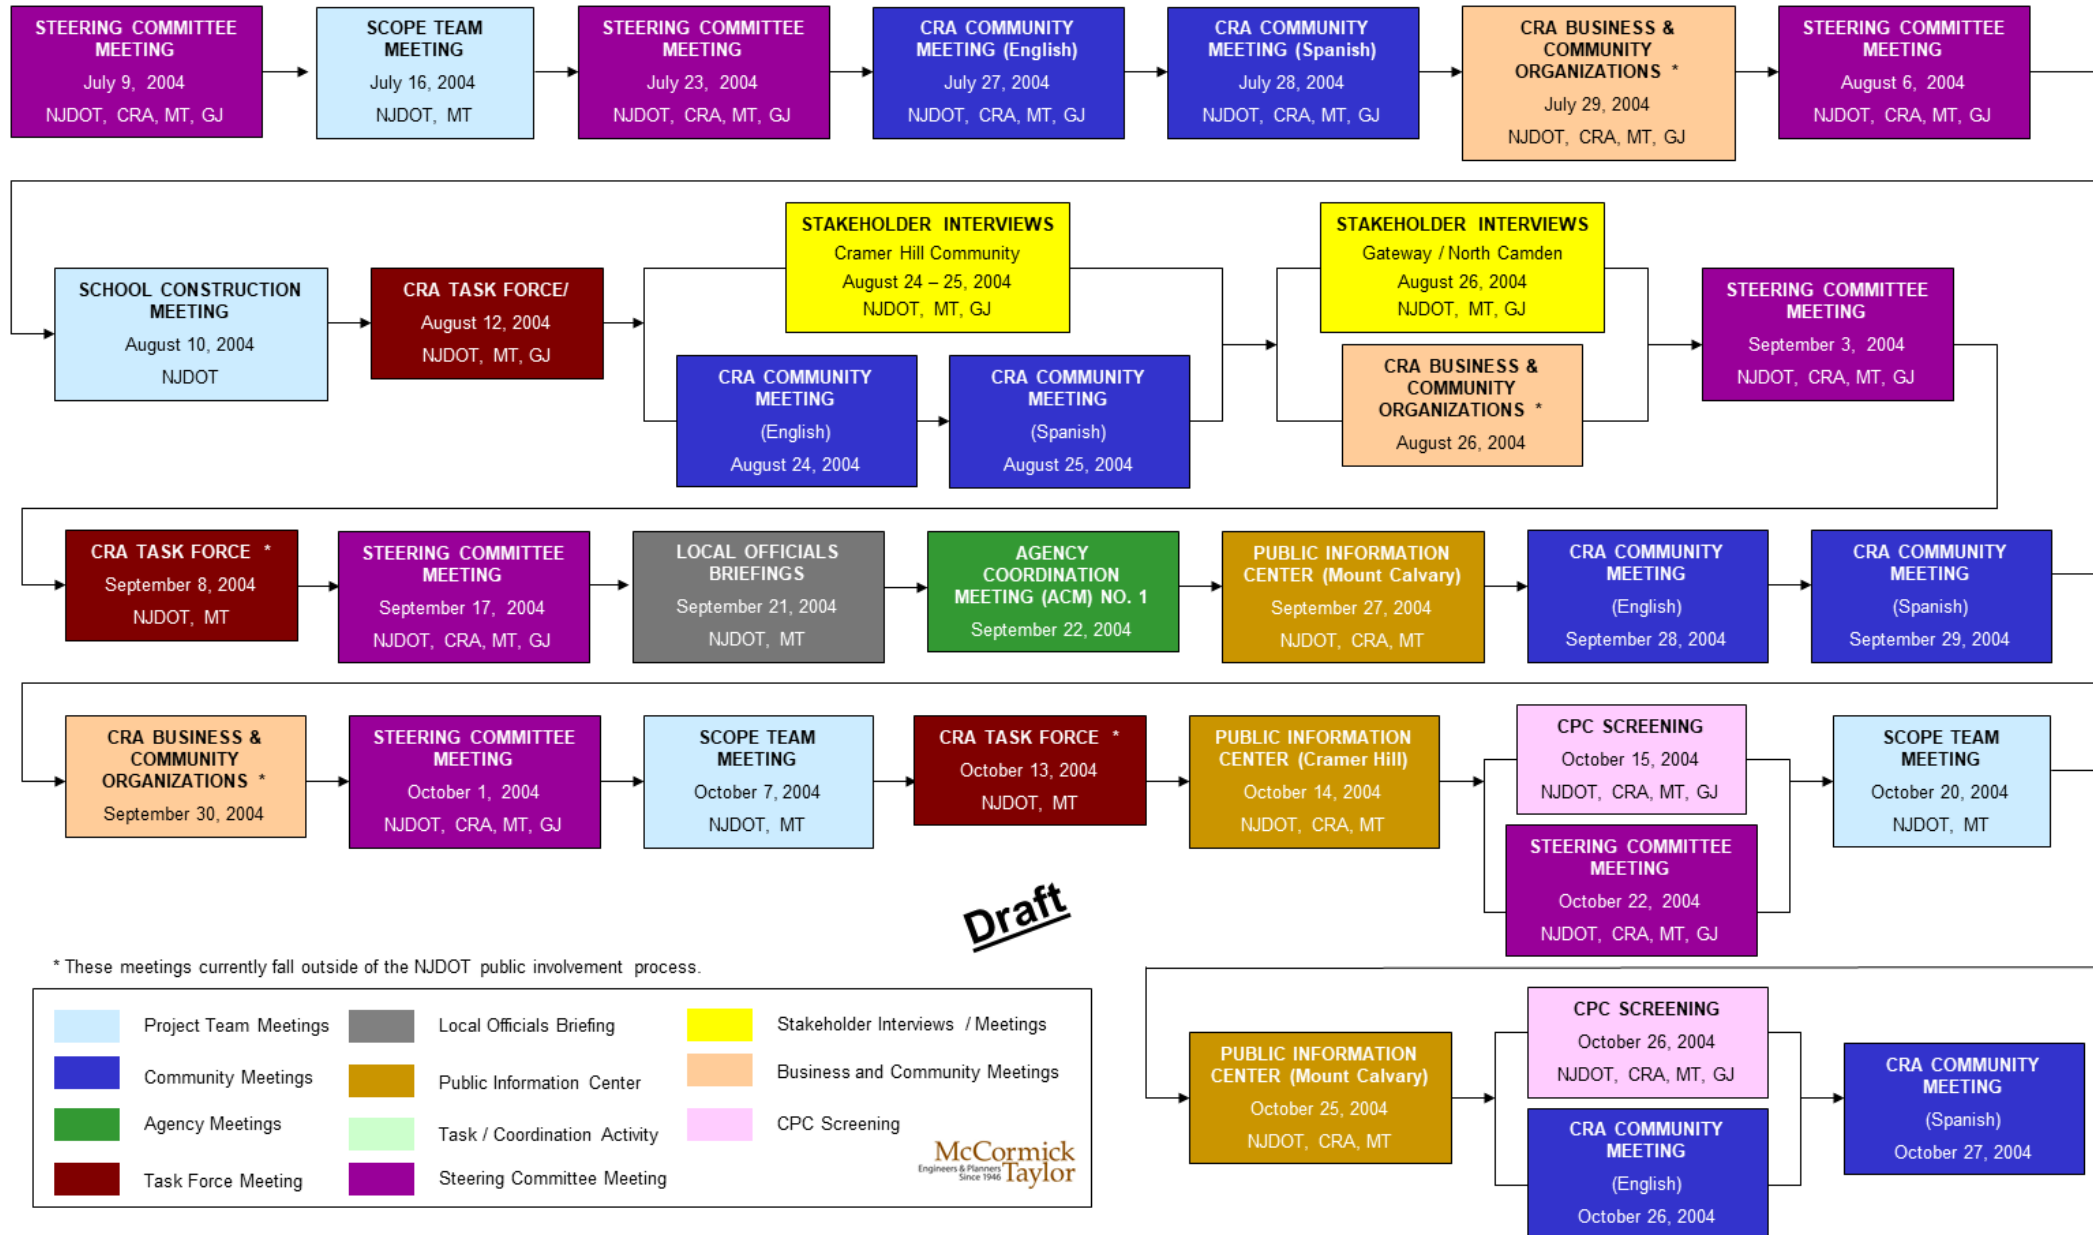 STEERING COMMITTEE
MEETING
July 9, 2004
NJDOT, CRA, MT, GJ
SCOPE TEAM
MEETING
July 16, 2004
NJDOT, MT
STEERING COMMITTEE
MEETING
July 23, 2004
NJDOT, CRA, MT, GJ
CRA COMMUNITY
MEETING (English)
July 27, 2004
NJDOT, CRA, MT, GJ
CRA COMMUNITY
MEETING (Spanish)
July 28, 2004
NJDOT, CRA, MT, GJ
CRA BUSINESS &
COMMUNITY
ORGANIZATIONS *
July 29, 2004
NJDOT, CRA, MT, GJ
STEERING COMMITTEE
MEETING
August 6, 2004
NJDOT, CRA, MT, GJ
SCHOOL CONSTRUCTION
MEETING
August 10, 2004
NJDOT
CRA TASK FORCE/
August 12, 2004
NJDOT, MT, GJ
STAKEHOLDER INTERVIEWS
Cramer Hill Community
August 24 – 25, 2004
NJDOT, MT, GJ
CRA COMMUNITY
MEETING
(English)
August 24, 2004
CRA COMMUNITY
MEETING
(Spanish)
August 25, 2004
STAKEHOLDER INTERVIEWS
Gateway / North Camden
August 26, 2004
NJDOT, MT, GJ
CRA BUSINESS &
COMMUNITY
ORGANIZATIONS *
August 26, 2004
STEERING COMMITTEE
MEETING
September 3, 2004
NJDOT, CRA, MT, GJ
CRA TASK FORCE *
September 8, 2004
NJDOT, MT
STEERING COMMITTEE
MEETING
September 17, 2004
NJDOT, CRA, MT, GJ
LOCAL OFFICIALS
BRIEFINGS
September 21, 2004
NJDOT, MT
AGENCY
COORDINATION
MEETING (ACM) NO. 1
September 22, 2004
PUBLIC INFORMATION
CENTER (Mount Calvary)
September 27, 2004
NJDOT, CRA, MT
CRA COMMUNITY
MEETING
(English)
September 28, 2004
CRA COMMUNITY
MEETING
(Spanish)
September 29, 2004
CRA BUSINESS &
COMMUNITY
ORGANIZATIONS *
September 30, 2004
STEERING COMMITTEE
MEETING
October 1, 2004
NJDOT, CRA, MT, GJ
SCOPE TEAM
MEETING
October 7, 2004
NJDOT, MT
CRA TASK FORCE *
October 13, 2004
NJDOT, MT
PUBLIC INFORMATION
CENTER (Cramer Hill)
October 14, 2004
NJDOT, CRA, MT
CPC SCREENING
October 15, 2004
NJDOT, CRA, MT, GJ
STEERING COMMITTEE
MEETING
October 22, 2004
NJDOT, CRA, MT, GJ
SCOPE TEAM
MEETING
October 20, 2004
NJDOT, MT
Draft
PUBLIC INFORMATION
CENTER (Mount Calvary)
October 25, 2004
NJDOT, CRA, MT
CPC SCREENING
October 26, 2004
NJDOT, CRA, MT, GJ
CRA COMMUNITY
MEETING
(English)
October 26, 2004
CRA COMMUNITY
MEETING
(Spanish)
October 27, 2004
* These meetings currently fall outside of the NJDOT public involvement process.
Project Team Meetings
Community Meetings
Agency Meetings
Task Force Meeting
Local Officials Briefing
Public Information Center
Task / Coordination Activity
Steering Committee Meeting
Stakeholder Interviews / Meetings
Business and Community Meetings
CPC Screening
McCormick
Engineers & Planners
Since 1946
Taylor